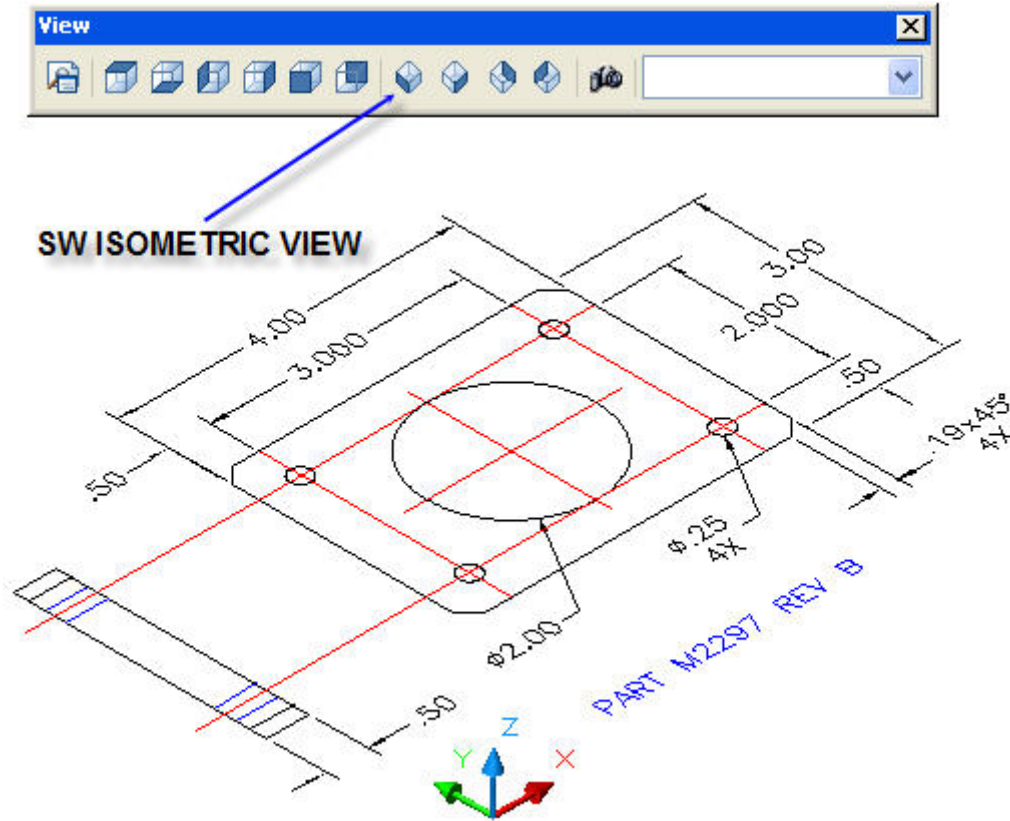 View
SW ISOMETRIC VIEW
4.00
3.000
3.00
2.000
.50
.19x45°
4X
.50
φ.25
4X
φ2.00
PART M2297 REV B
.50
Z
Y
X